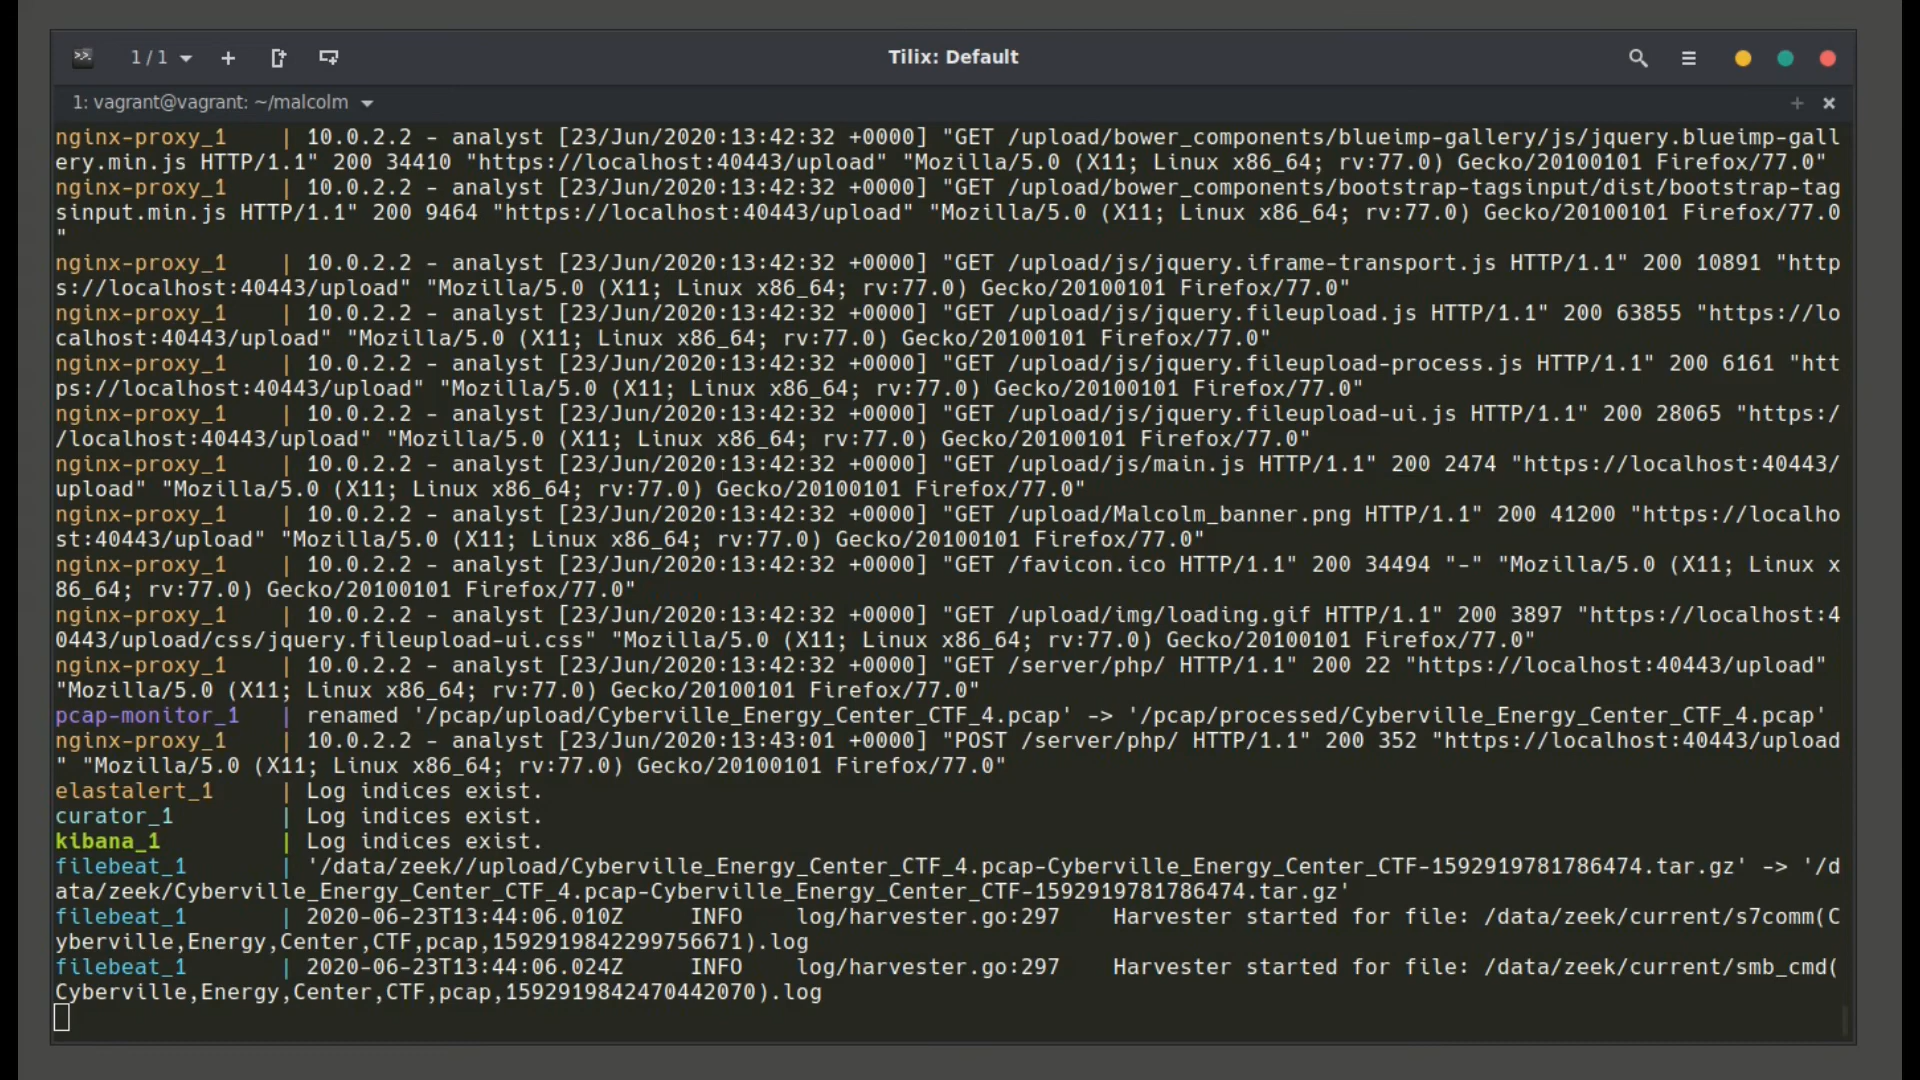 1 / 1
Tilix: Default
1: vagrant@vagrant: ~/malcolm
nginx-proxy_1    | 10.0.2.2 - analyst [23/Jun/2020:13:42:32 +0000] "GET /upload/bower_components/blueimp-gallery/js/jquery.blueimp-gall
ery.min.js HTTP/1.1" 200 34410 "https://localhost:40443/upload" "Mozilla/5.0 (X11; Linux x86_64; rv:77.0) Gecko/20100101 Firefox/77.0"
nginx-proxy_1    | 10.0.2.2 - analyst [23/Jun/2020:13:42:32 +0000] "GET /upload/bower_components/bootstrap-tagsinput/dist/bootstrap-tag
sinput.min.js HTTP/1.1" 200 9464 "https://localhost:40443/upload" "Mozilla/5.0 (X11; Linux x86_64; rv:77.0) Gecko/20100101 Firefox/77.0
"
nginx-proxy_1    | 10.0.2.2 - analyst [23/Jun/2020:13:42:32 +0000] "GET /upload/js/jquery.iframe-transport.js HTTP/1.1" 200 10891 "http
s://localhost:40443/upload" "Mozilla/5.0 (X11; Linux x86_64; rv:77.0) Gecko/20100101 Firefox/77.0"
nginx-proxy_1    | 10.0.2.2 - analyst [23/Jun/2020:13:42:32 +0000] "GET /upload/js/jquery.fileupload.js HTTP/1.1" 200 63855 "https://lo
calhost:40443/upload" "Mozilla/5.0 (X11; Linux x86_64; rv:77.0) Gecko/20100101 Firefox/77.0"
nginx-proxy_1    | 10.0.2.2 - analyst [23/Jun/2020:13:42:32 +0000] "GET /upload/js/jquery.fileupload-process.js HTTP/1.1" 200 6161 "htt
ps://localhost:40443/upload" "Mozilla/5.0 (X11; Linux x86_64; rv:77.0) Gecko/20100101 Firefox/77.0"
nginx-proxy_1    | 10.0.2.2 - analyst [23/Jun/2020:13:42:32 +0000] "GET /upload/js/jquery.fileupload-ui.js HTTP/1.1" 200 28065 "https:/
/localhost:40443/upload" "Mozilla/5.0 (X11; Linux x86_64; rv:77.0) Gecko/20100101 Firefox/77.0"
nginx-proxy_1    | 10.0.2.2 - analyst [23/Jun/2020:13:42:32 +0000] "GET /upload/js/main.js HTTP/1.1" 200 2474 "https://localhost:40443/
upload" "Mozilla/5.0 (X11; Linux x86_64; rv:77.0) Gecko/20100101 Firefox/77.0"
nginx-proxy_1    | 10.0.2.2 - analyst [23/Jun/2020:13:42:32 +0000] "GET /upload/Malcolm_banner.png HTTP/1.1" 200 41200 "https://localho
st:40443/upload" "Mozilla/5.0 (X11; Linux x86_64; rv:77.0) Gecko/20100101 Firefox/77.0"
nginx-proxy_1    | 10.0.2.2 - analyst [23/Jun/2020:13:42:32 +0000] "GET /favicon.ico HTTP/1.1" 200 34494 "-" "Mozilla/5.0 (X11; Linux x
86_64; rv:77.0) Gecko/20100101 Firefox/77.0"
nginx-proxy_1    | 10.0.2.2 - analyst [23/Jun/2020:13:42:32 +0000] "GET /upload/img/loading.gif HTTP/1.1" 200 3897 "https://localhost:4
0443/upload/css/jquery.fileupload-ui.css" "Mozilla/5.0 (X11; Linux x86_64; rv:77.0) Gecko/20100101 Firefox/77.0"
nginx-proxy_1    | 10.0.2.2 - analyst [23/Jun/2020:13:42:32 +0000] "GET /server/php/ HTTP/1.1" 200 22 "https://localhost:40443/upload"
"Mozilla/5.0 (X11; Linux x86_64; rv:77.0) Gecko/20100101 Firefox/77.0"
pcap-monitor_1   | renamed '/pcap/upload/Cyberville_Energy_Center_CTF_4.pcap' -> '/pcap/processed/Cyberville_Energy_Center_CTF_4.pcap'
nginx-proxy_1    | 10.0.2.2 - analyst [23/Jun/2020:13:43:01 +0000] "POST /server/php/ HTTP/1.1" 200 352 "https://localhost:40443/upload
" "Mozilla/5.0 (X11; Linux x86_64; rv:77.0) Gecko/20100101 Firefox/77.0"
elastalert_1     | Log indices exist.
curator_1        | Log indices exist.
kibana_1         | Log indices exist.
filebeat_1       | '/data/zeek//upload/Cyberville_Energy_Center_CTF_4.pcap-Cyberville_Energy_Center_CTF-1592919781786474.tar.gz' -> '/d
ata/zeek/Cyberville_Energy_Center_CTF_4.pcap-Cyberville_Energy_Center_CTF-1592919781786474.tar.gz'
filebeat_1       | 2020-06-23T13:44:06.010Z     INFO    log/harvester.go:297    Harvester started for file: /data/zeek/current/s7comm(C
yberville,Energy,Center,CTF,pcap,1592919842299756671).log
filebeat_1       | 2020-06-23T13:44:06.024Z     INFO    log/harvester.go:297    Harvester started for file: /data/zeek/current/smb_cmd(
Cyberville,Energy,Center,CTF,pcap,1592919842470442070).log